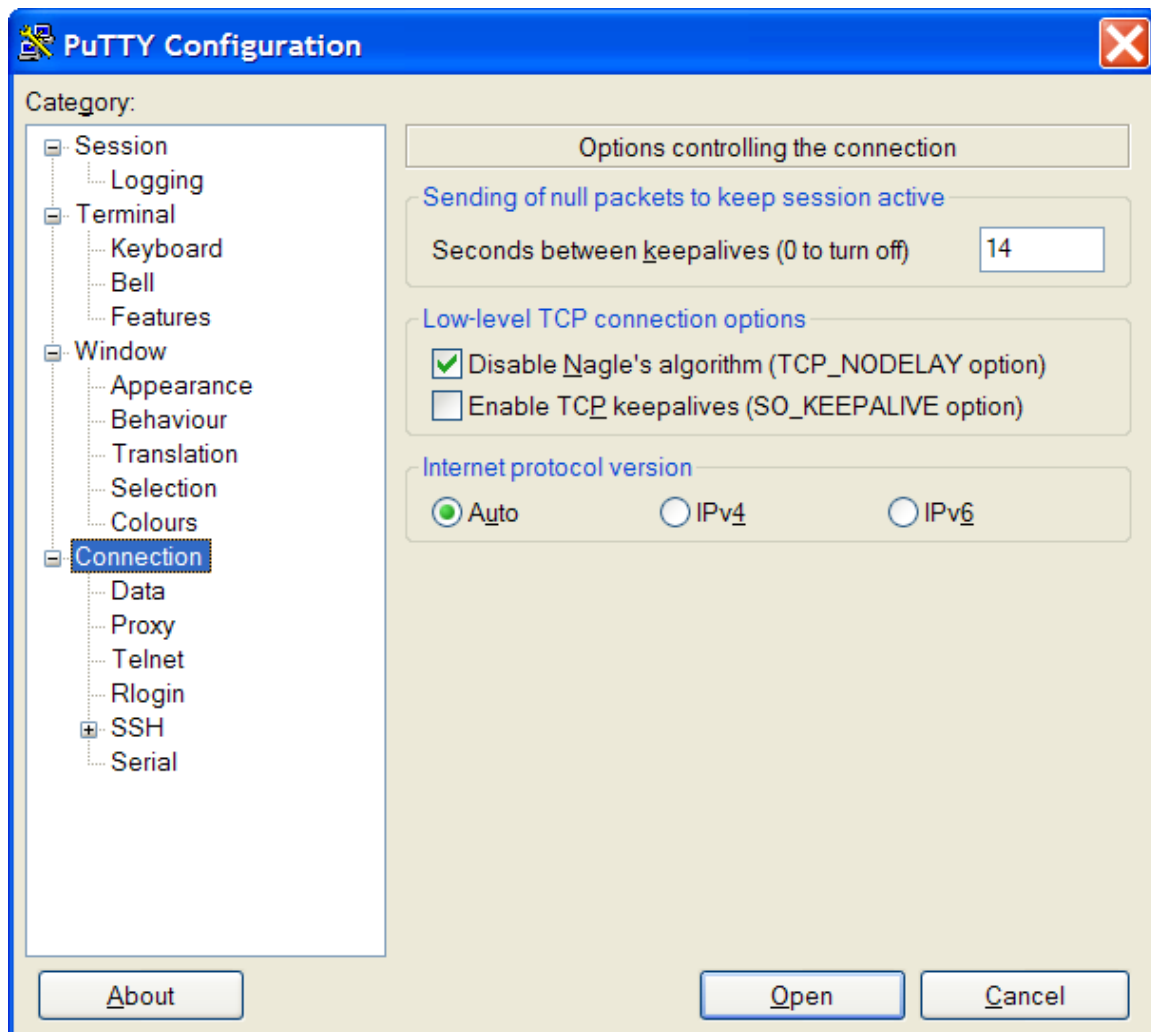 PuTTY Configuration
Category:
Session
Logging
Terminal
Keyboard
Bell
Features
Window
Appearance
Behaviour
Translation
Selection
Colours
Connection
Data
Proxy
Telnet
Rlogin
SSH
Serial
Options controlling the connection
Sending of null packets to keep session active
Seconds between keepalives (0 to turn off) 14
Low-level TCP connection options
Disable Nagle's algorithm (TCP_NODELAY option)
Enable TCP keepalives (SO_KEEPALIVE option)
Internet protocol version
Auto IPv4 IPv6
About Open Cancel